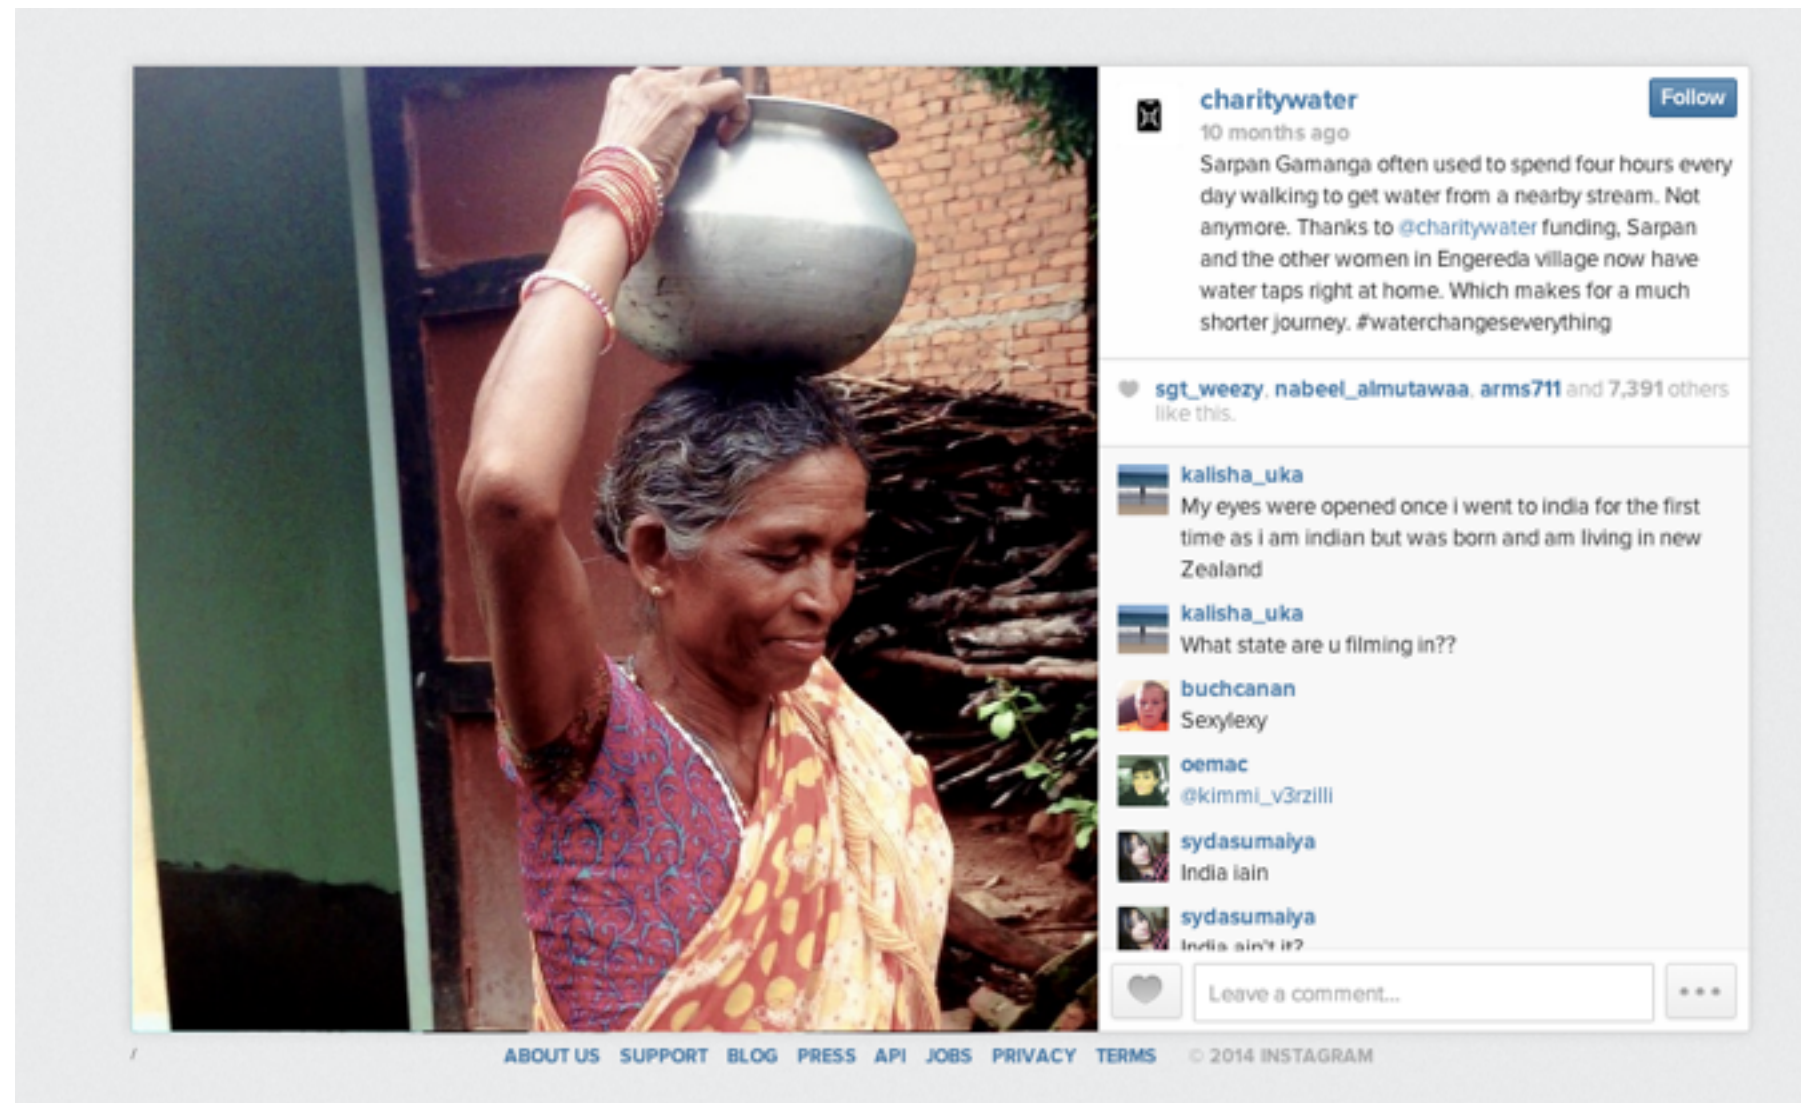 charitywater
Follow
10 months ago
Sarpan Gamanga often used to spend four hours every
day walking to get water from a nearby stream. Not
anymore. Thanks to @charitywater funding, Sarpan
and the other women in Engereda village now have
water taps right at home. Which makes for a much
shorter journey. #waterchangeseverything
sgt_weezy, nabeel_almutawaa, arms711 and 7,391 others
like this.
kalisha_uka
My eyes were opened once i went to india for the first
time as i am indian but was born and am living in new
Zealand
kalisha_uka
What state are u filming in??
buchcanan
Sexylexy
oemac
@kimmi_v3rzilli
sydasumaiya
India iain
sydasumaiya
India ain't it?
Leave a comment...
ABOUT US SUPPORT BLOG PRESS API JOBS PRIVACY TERMS © 2014 INSTAGRAM